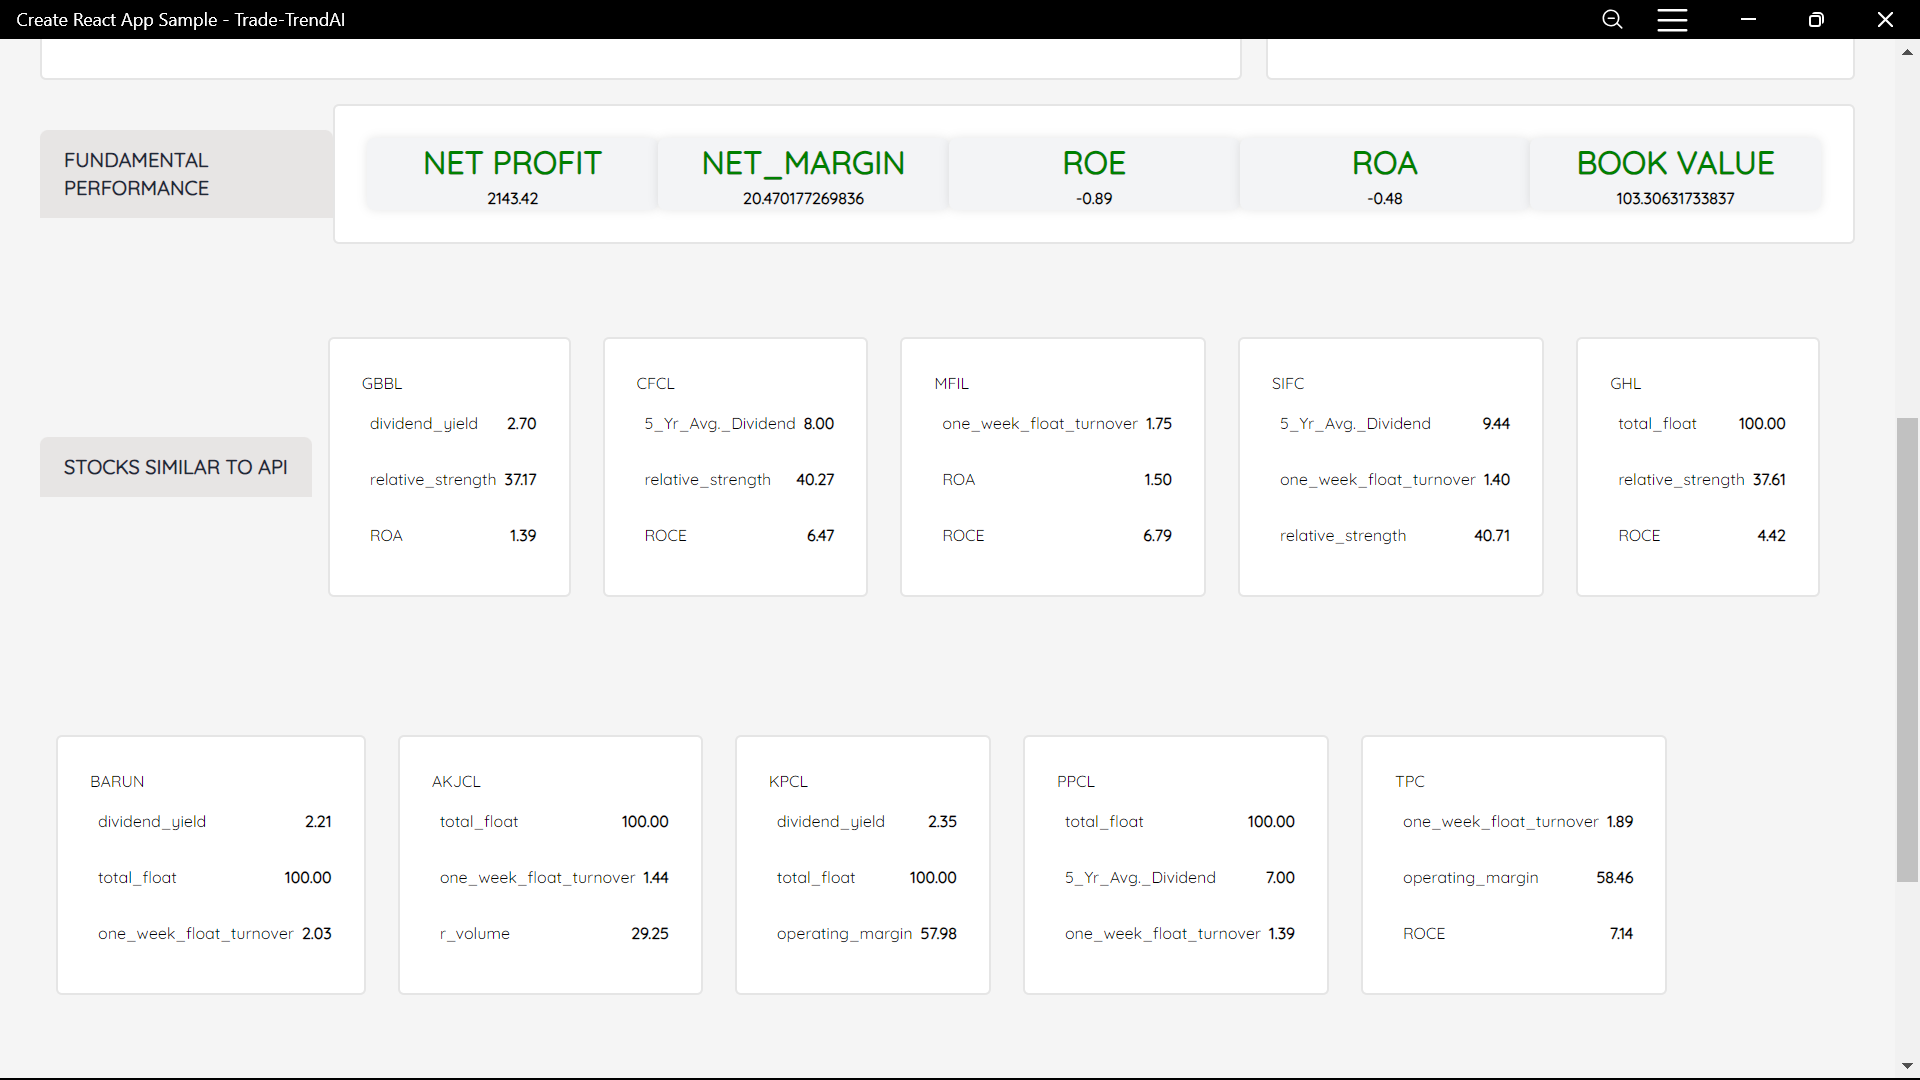 Create React App Sample - Trade-TrendAI
FUNDAMENTAL
PERFORMANCE
NET PROFIT
2143.42
NET_MARGIN
20.470177269836
ROE
-0.89
ROA
-0.48
BOOK VALUE
103.30631733837
STOCKS SIMILAR TO API
GBBL
dividend_yield 2.70
relative_strength 37.17
ROA 1.39
CFCL
5_Yr_Avg._Dividend 8.00
relative_strength 40.27
ROCE 6.47
MFIL
one_week_float_turnover 1.75
ROA 1.50
ROCE 6.79
SIFC
5_Yr_Avg._Dividend 9.44
one_week_float_turnover 1.40
relative_strength 40.71
GHL
total_float 100.00
relative_strength 37.61
ROCE 4.42
BARUN
dividend_yield 2.21
total_float 100.00
one_week_float_turnover 2.03
AKJCL
total_float 100.00
one_week_float_turnover 1.44
r_volume 29.25
KPCL
dividend_yield 2.35
total_float 100.00
operating_margin 57.98
PPCL
total_float 100.00
5_Yr_Avg._Dividend 7.00
one_week_float_turnover 1.39
TPC
one_week_float_turnover 1.89
operating_margin 58.46
ROCE 7.14